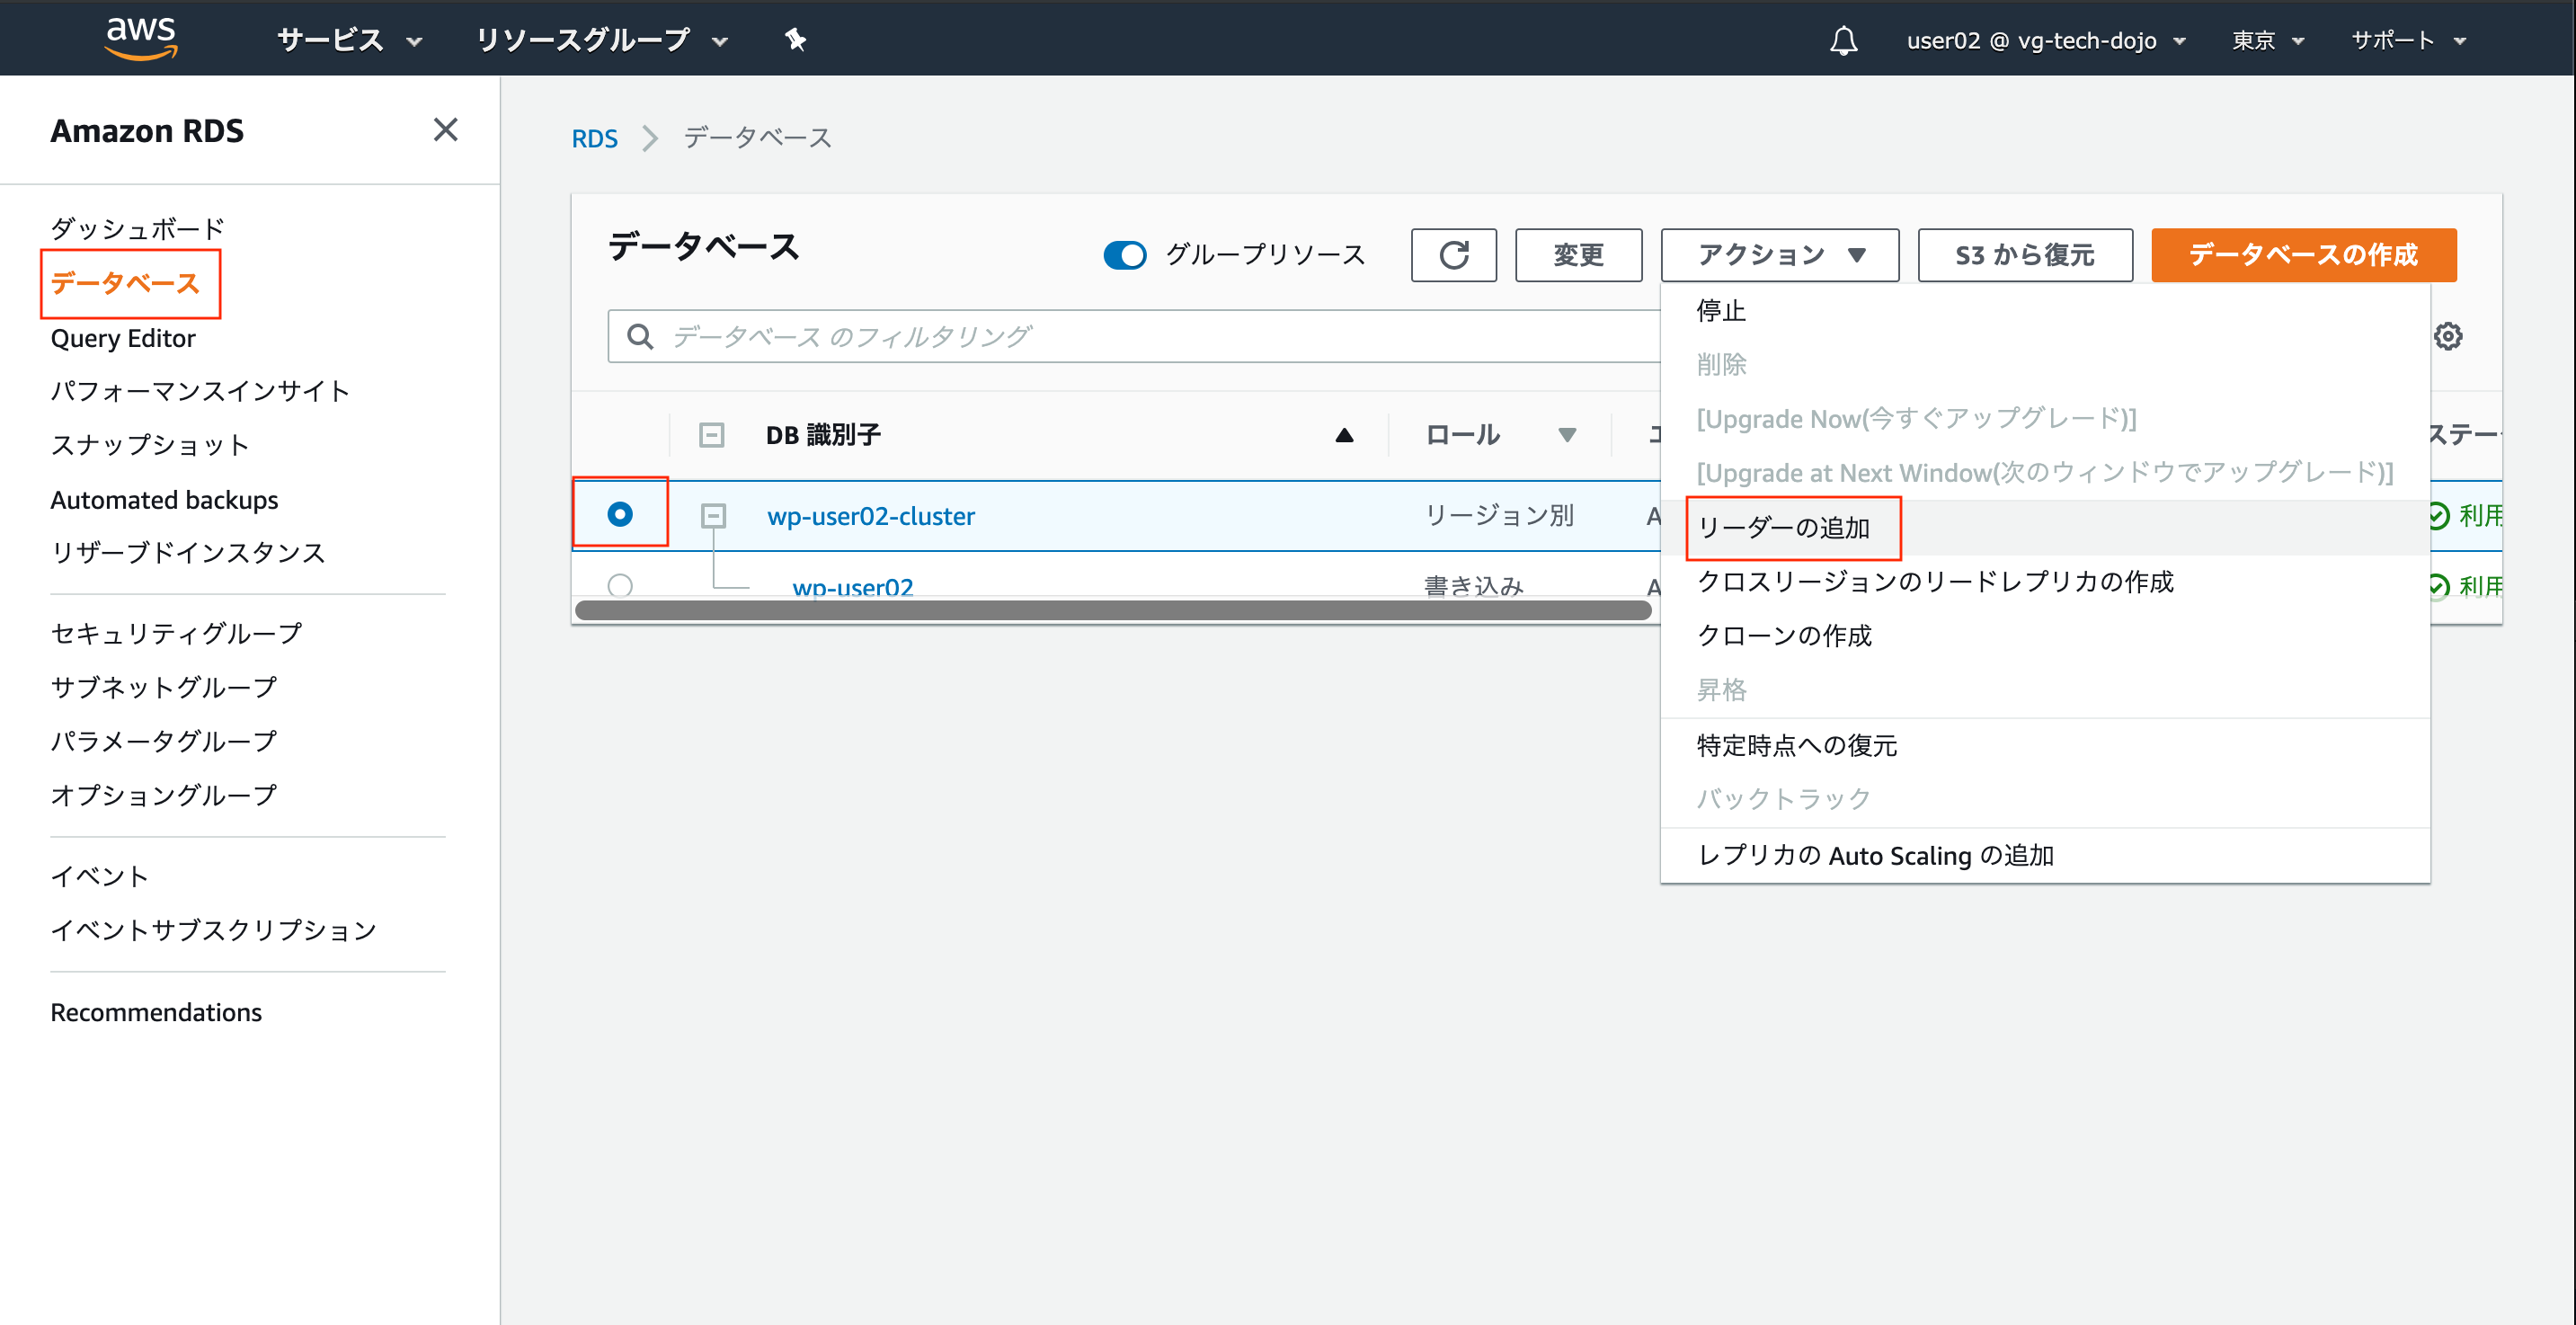 aws
サービス
リソースグループ
user02 @ vg-tech-dojo
東京
サポート
Amazon RDS
ダッシュボード
データベース
Query Editor
パフォーマンスインサイト
スナップショット
Automated backups
リザーブドインスタンス
セキュリティグループ
サブネットグループ
パラメータグループ
オプショングループ
イベント
イベントサブスクリプション
Recommendations
RDS
データベース
データベース
グループリソース
変更
アクション
S3 から復元
データベースの作成
データベース のフィルタリング
DB 識別子
ロール
ステー
wp-user02-cluster
リージョン別
A
利用
wp-user02
書き込み
A
利用
停止
削除
[Upgrade Now(今すぐアップグレード)]
[Upgrade at Next Window(次のウィンドウでアップグレード)]
リーダーの追加
クロスリージョンのリードレプリカの作成
クローンの作成
昇格
特定時点への復元
バックトラック
レプリカの Auto Scaling の追加